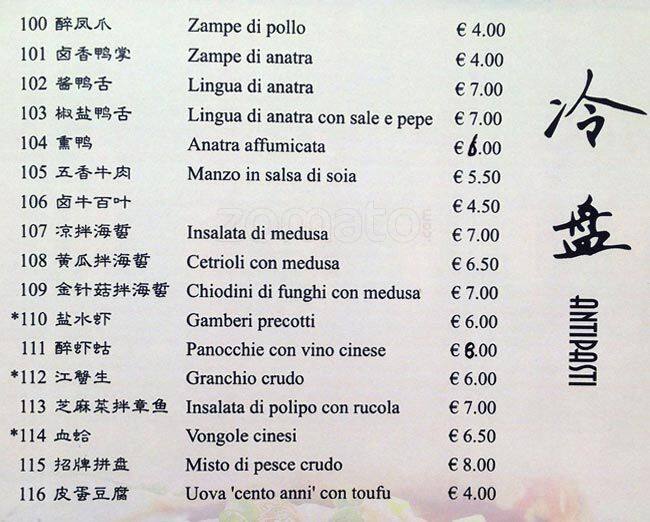 100 醉凤爪 Zampe di pollo € 4.00
101 卤香鸭掌 Zampe di anatra € 4.00
102 酱鸭舌 Lingua di anatra € 7.00
103 椒盐鸭舌 Lingua di anatra con sale e pepe € 7.00
104 熏鸭 Anatra affumicata € 6.00
105 五香牛肉 Manzo in salsa di soia € 5.50
106 卤牛百叶 € 4.50
107 凉拌海蜇 Insalata di medusa € 7.00
108 黄瓜拌海蜇 Cetrioli con medusa € 6.50
109 金针菇拌海蜇 Chiodini di funghi con medusa € 7.00
*110 盐水虾 Gamberi precotti € 6.00
111 醉虾蛄 Panocchie con vino cinese € 8.00
*112 江蟹生 Granchio crudo € 6.00
113 芝麻菜拌章鱼 Insalata di polipo con rucola € 7.00
*114 血蛤 Vongole cinesi € 6.50
115 招牌拼盘 Misto di pesce crudo € 8.00
116 皮蛋豆腐 Uova 'cento anni' con toufu € 4.00
冷盘
ANTIPASTI
zomato.com